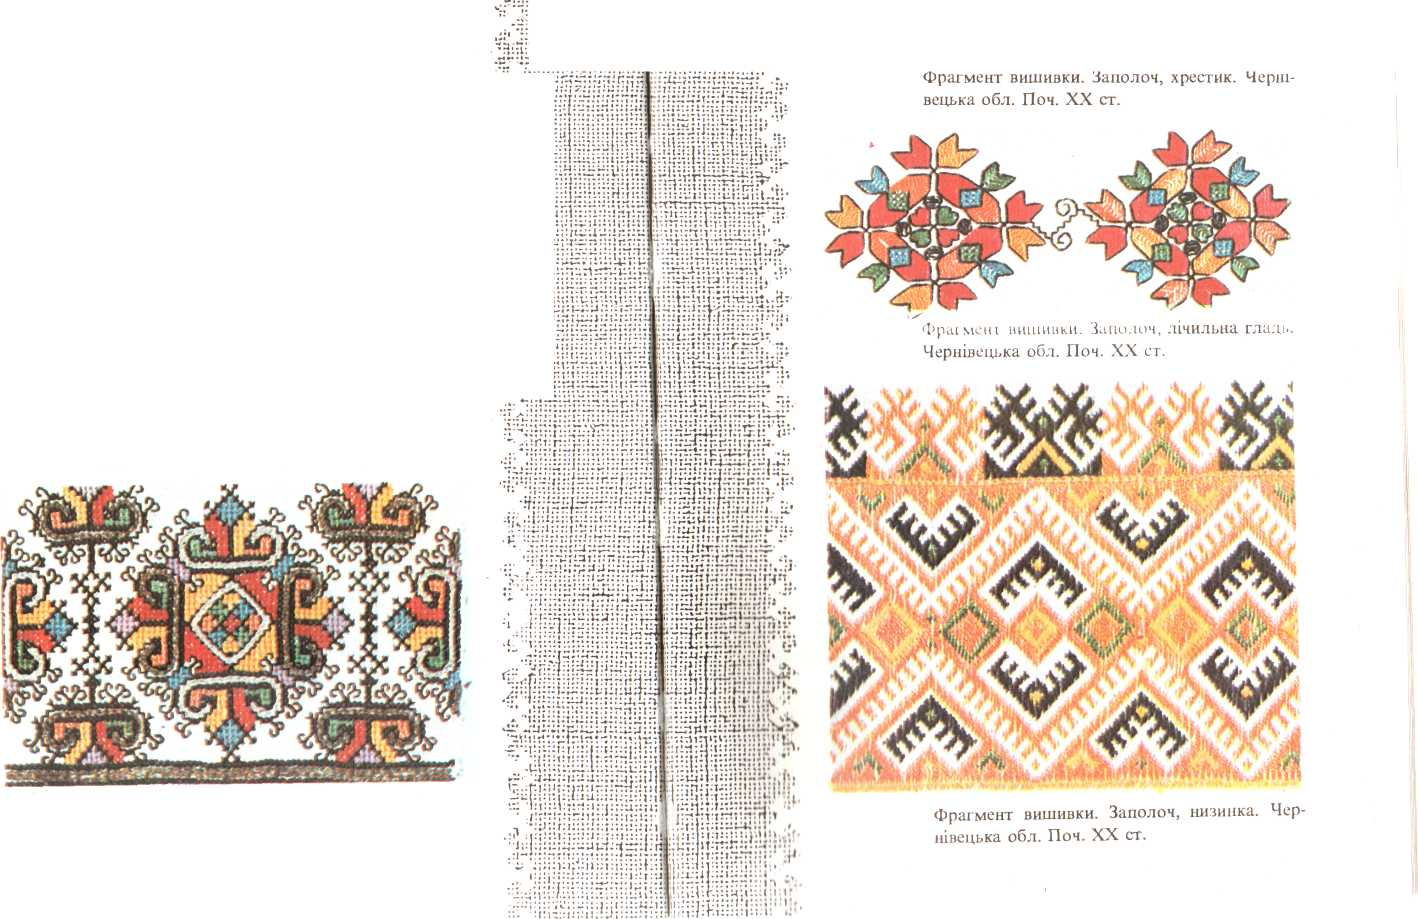 Фрагмент вишивки. Заполоч, хрестик. Черні-
вецька обл. Поч. XX ст.
Фрагмент вишивки. Заполоч, лічильна гладь.
Чернівецька обл. Поч. XX ст.
Фрагмент вишивки. Заполоч, низинка. Чер-
нівецька обл. Поч. XX ст.